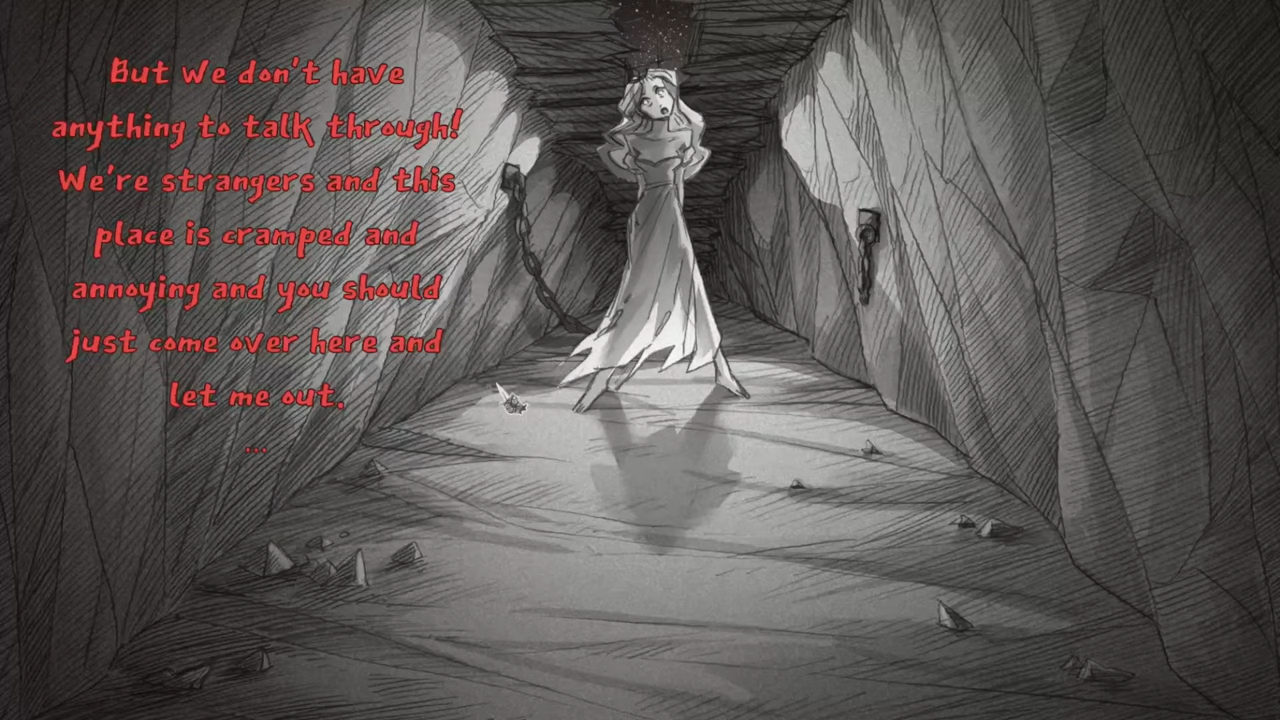 But we don't have
anything to talk through!
We're strangers and this
place is cramped and
annoying and you should
just come over here and
let me out.
...